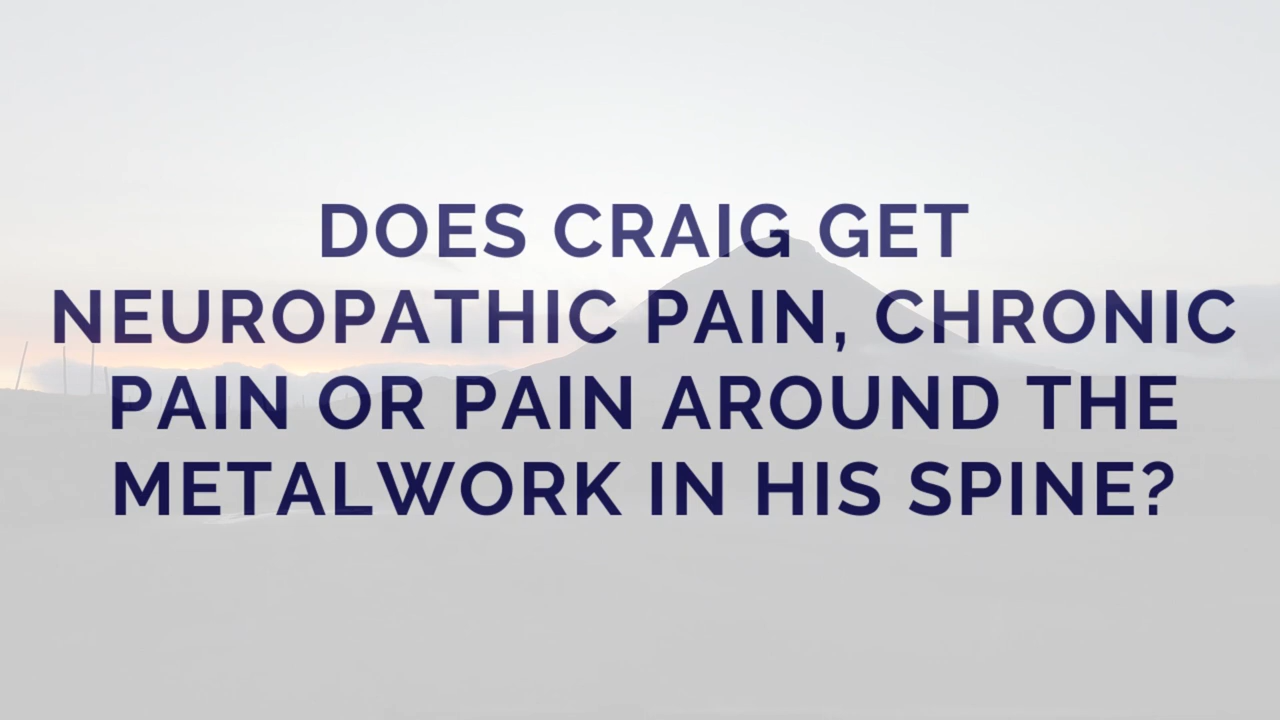 DOES CRAIG GET
NEUROPATHIC PAIN, CHRONIC
PAIN OR PAIN AROUND THE
METALWORK IN HIS SPINE?